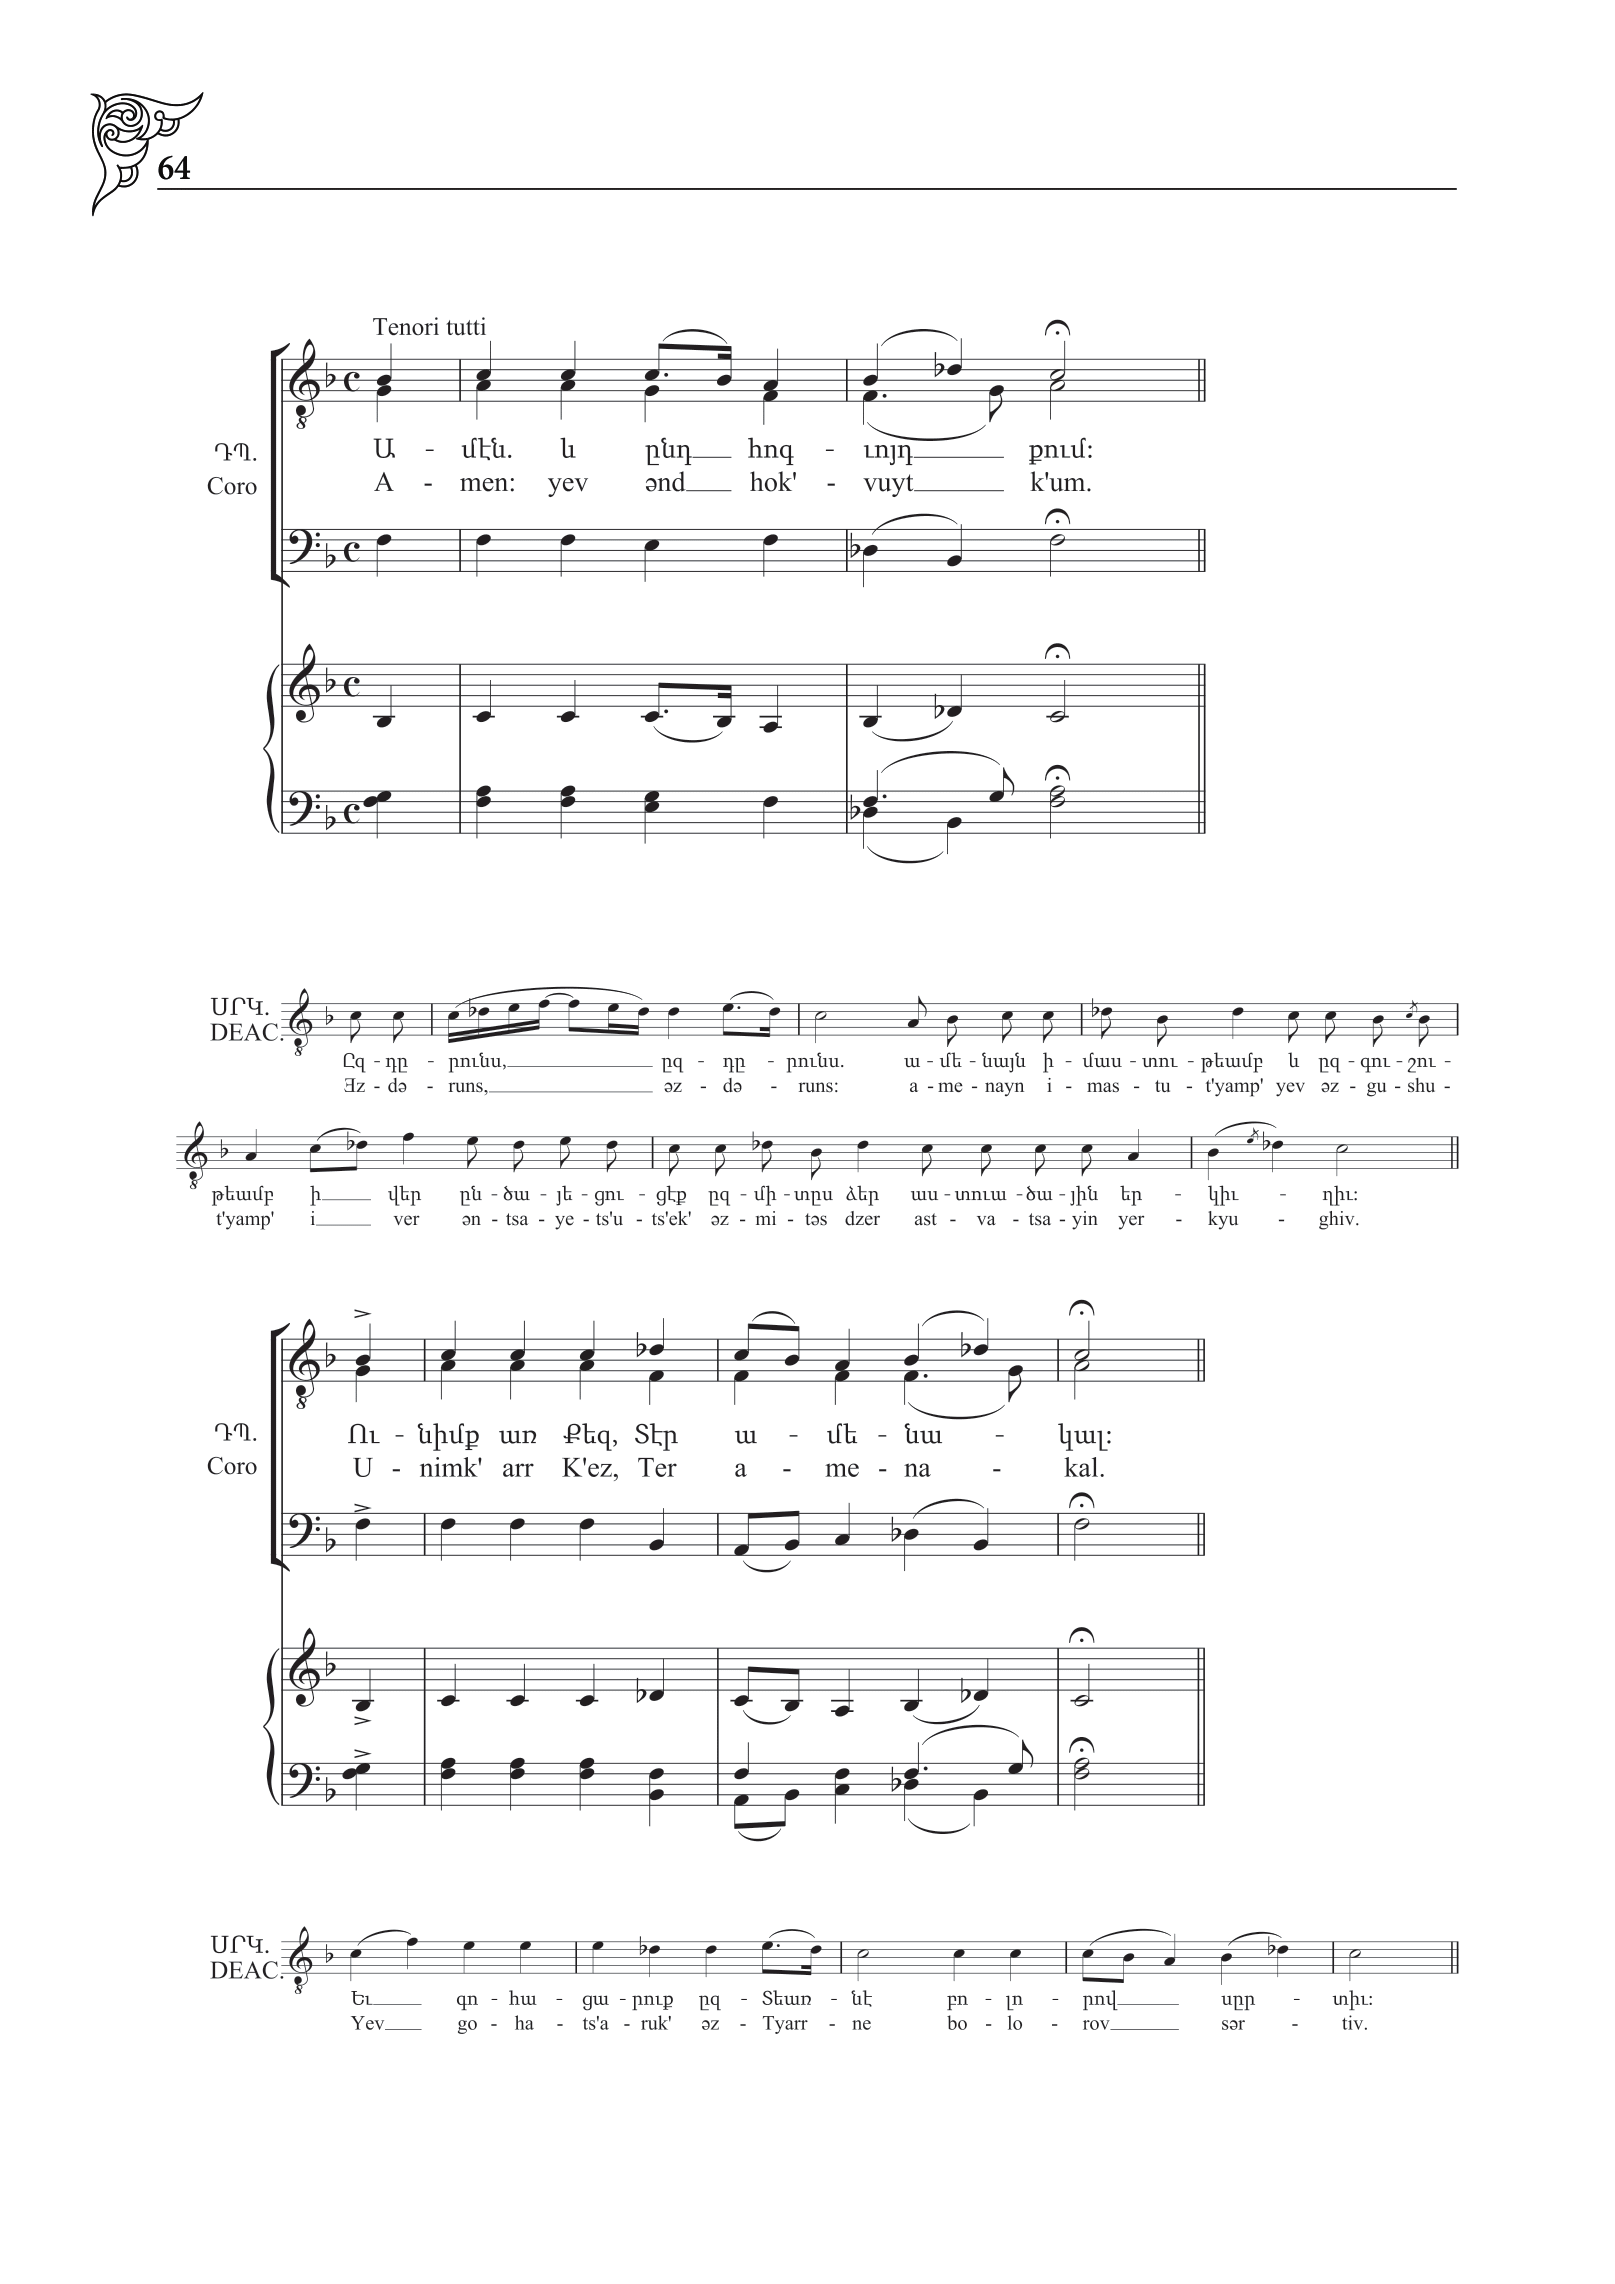 64
Tenori tutti
ԴՊ. Ա - մէն. և ընդ հոգ - ւոյդ քում:
Coro A - men: yev ənd hok' - vuyt k'um.
ՍՐԿ.
DEAC.
Ըզ - դը - րունս, ըզ - դը - րունս. ա - մե - նայն ի - մաս - տու - թեամբ և ըզ - գու - շու -
Əz - də - runs, əz - də - runs: a - me - nayn i - mas - tu - t'yamp' yev əz - gu - shu -
թեամբ ի վեր ըն - ծա - յե - ցու - ցէք ըզ - մի - տըս ձեր աս - տուա - ծա - յին եր - կիւ - ղիւ:
t'yamp' i ver ən - tsa - ye - ts'u - ts'ek' əz - mi - təs dzer ast - va - tsa - yin yer - kyu - ghiv.
ԴՊ. Ու - նիմք առ Քեզ, Տէր ա - մե - նա - կալ:
Coro U - nimk' arr K'ez, Ter a - me - na - kal.
ՍՐԿ.
DEAC.
Եւ գո - հա - ցա - րուք ըզ - Տեառ - նէ բո - լո - րով սըր - տիւ:
Yev go - ha - ts'a - ruk' əz - Tyarr - ne bo - lo - rov sər - tiv.